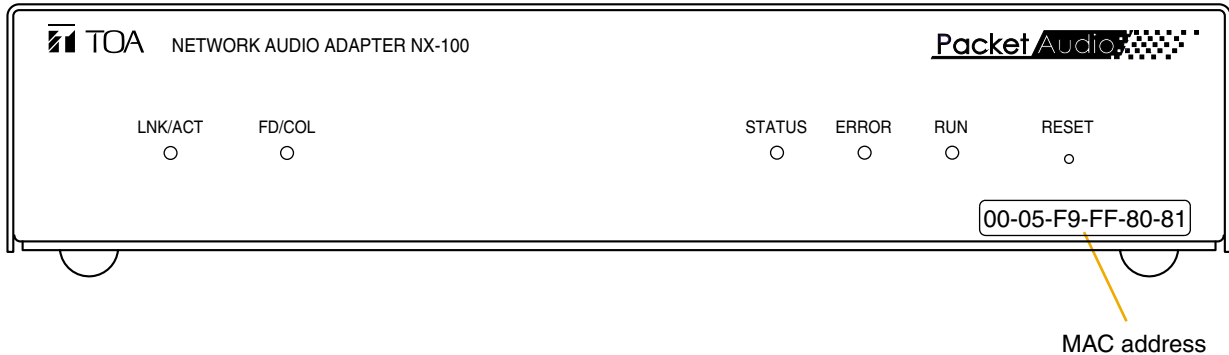 TOA NETWORK AUDIO ADAPTER NX-100
Packet Audio
LNK/ACT FD/COL STATUS ERROR RUN RESET
00-05-F9-FF-80-81
MAC address